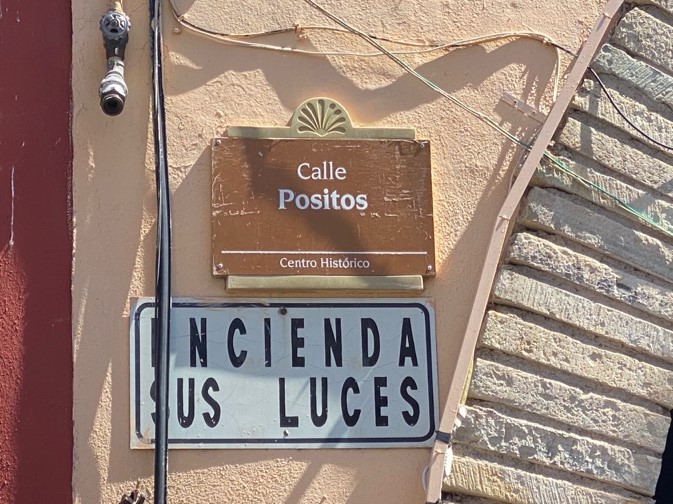 Calle
Positos
Centro Histórico
ENCIENDA
SUS LUCES